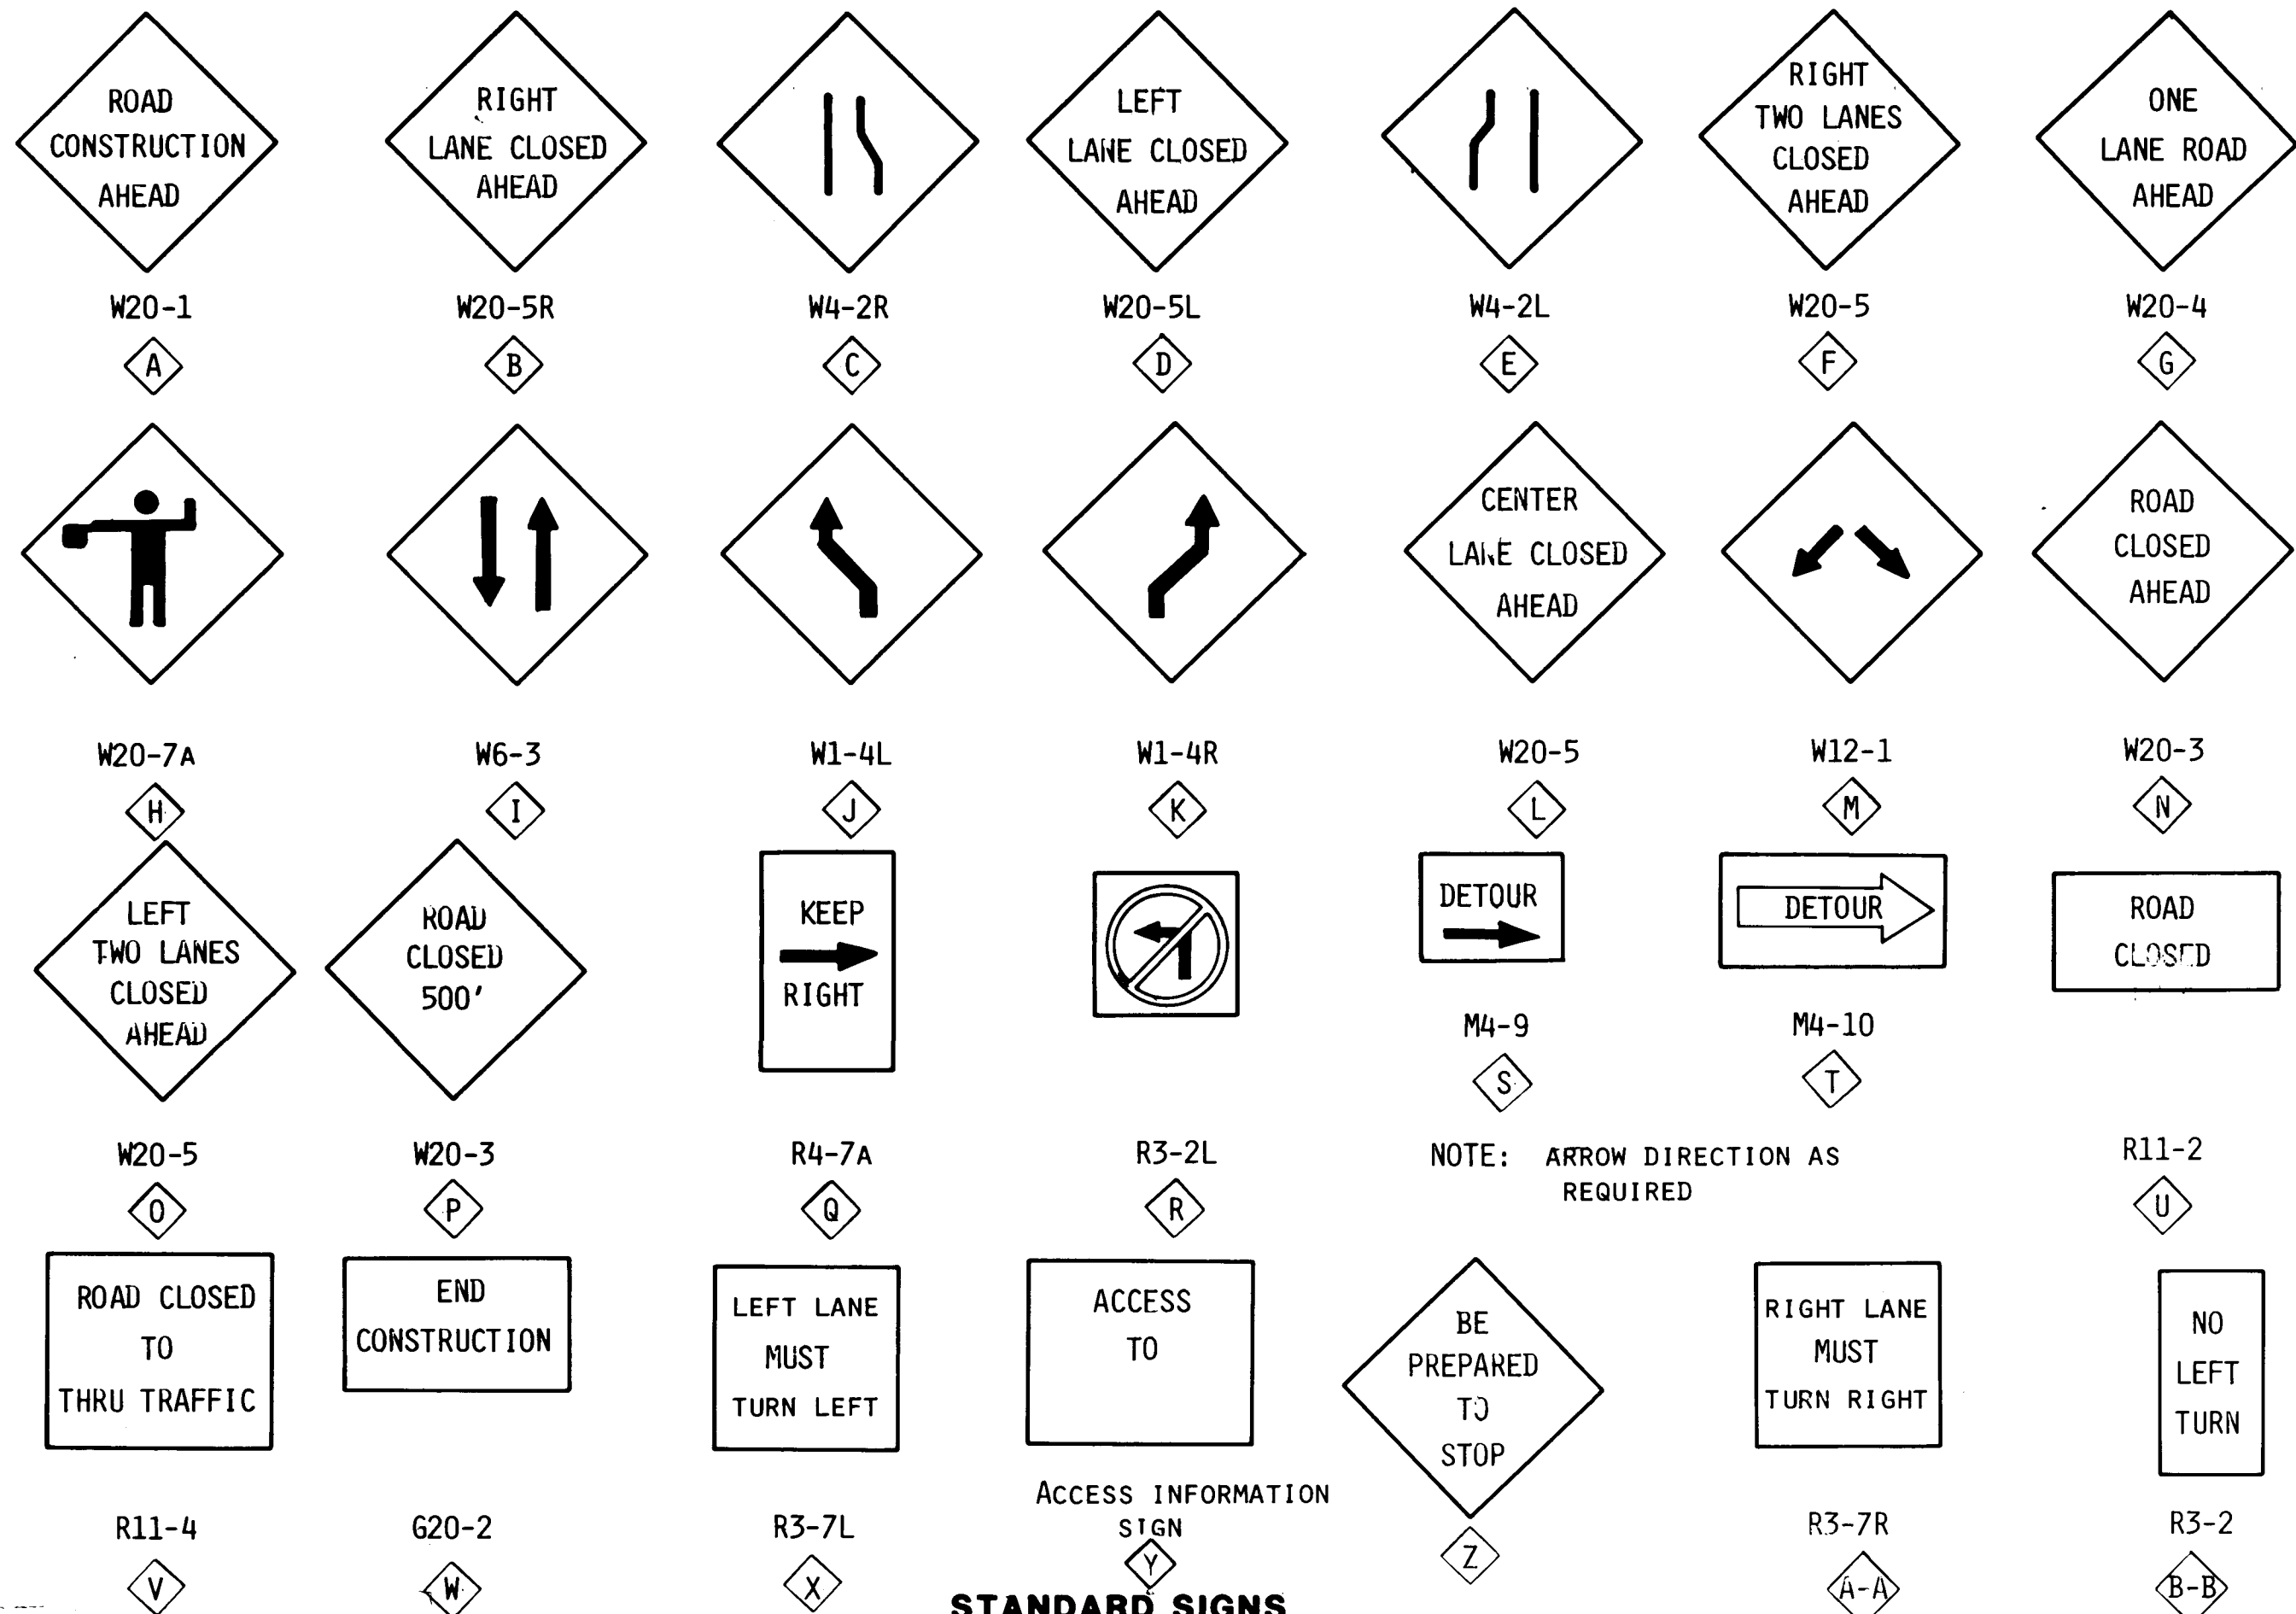 ROAD
CONSTRUCTION
AHEAD
W20-1
A
RIGHT
LANE CLOSED
AHEAD
W20-5R
B
W4-2R
C
LEFT
LANE CLOSED
AHEAD
W20-5L
D
W4-2L
E
RIGHT
TWO LANES
CLOSED
AHEAD
W20-5
F
ONE
LANE ROAD
AHEAD
W20-4
G
W20-7A
H
W6-3
I
W1-4L
J
W1-4R
K
CENTER
LANE CLOSED
AHEAD
W20-5
L
W12-1
M
ROAD
CLOSED
AHEAD
W20-3
N
LEFT
TWO LANES
CLOSED
AHEAD
W20-5
O
ROAD
CLOSED
500'
W20-3
P
KEEP
RIGHT
R4-7A
Q
R3-2L
R
DETOUR
M4-9
S
DETOUR
M4-10
T
NOTE: ARROW DIRECTION AS
REQUIRED
ROAD
CLOSED
R11-2
U
ROAD CLOSED
TO
THRU TRAFFIC
R11-4
V
END
CONSTRUCTION
G20-2
W
LEFT LANE
MUST
TURN LEFT
R3-7L
X
ACCESS
TO
ACCESS INFORMATION
SIGN
Y
BE
PREPARED
TO
STOP
Z
RIGHT LANE
MUST
TURN RIGHT
R3-7R
A-A
NO
LEFT
TURN
R3-2
B-B
STANDARD SIGNS